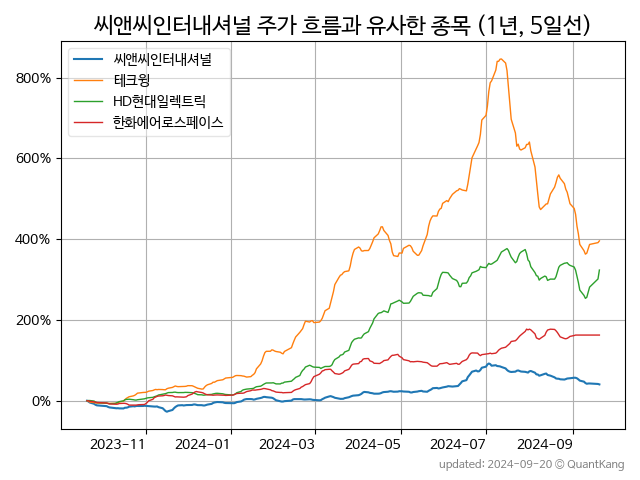 씨앤씨인터내셔널 주가 흐름과 유사한 종목 (1년, 5일선)
씨앤씨인터내셔널
테크윙
HD현대일렉트릭
한화에어로스페이스
800%
600%
400%
200%
0%
2023-11 2024-01 2024-03 2024-05 2024-07 2024-09
updated: 2024-09-20 © QuantKang